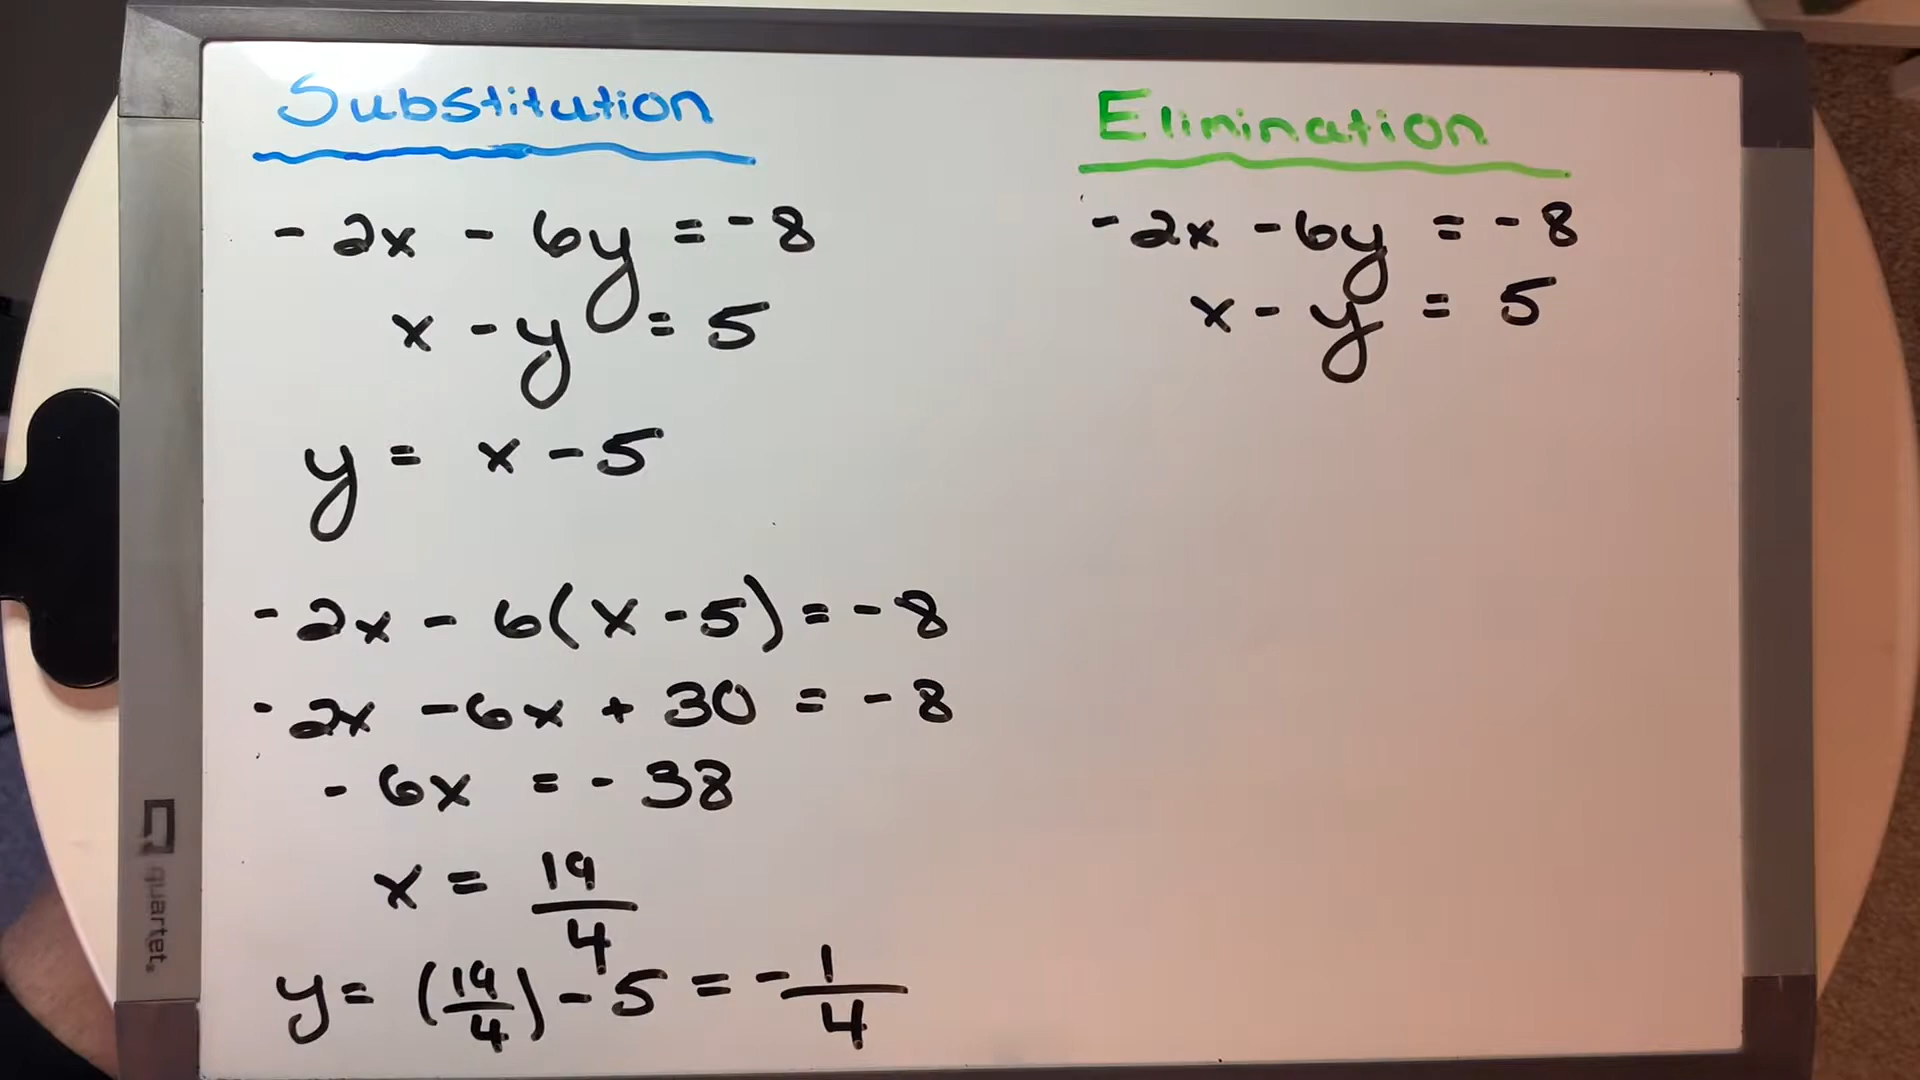 Substitution
-2x - 6y = -8
x - y = 5
y = x - 5
-2x - 6(x - 5) = -8
-2x - 6x + 30 = -8
-6x = -38
x = 19/4
y = (19/4) - 5 = -1/4
Elimination
-2x - 6y = -8
x - y = 5
quartet